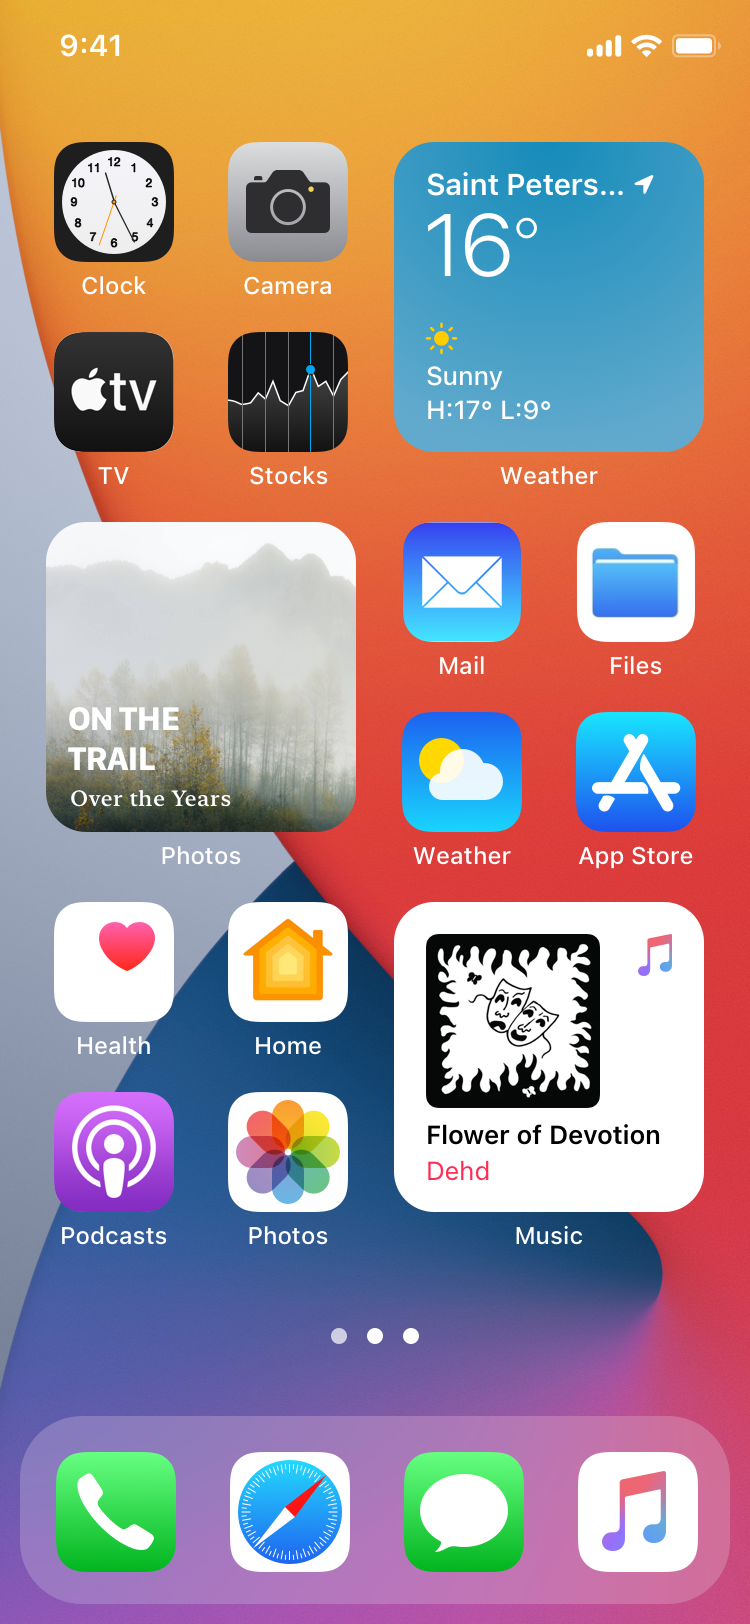 9:41
12
11 1
10 2
9 3
8 4
7 5
6
Clock
Camera
Saint Peters...
16°
Sunny
H:17° L:9°
tv
TV
Stocks
Weather
ON THE
TRAIL
Over the Years
Photos
Mail
Files
Weather
App Store
Health
Home
Flower of Devotion
Dehd
Podcasts
Photos
Music